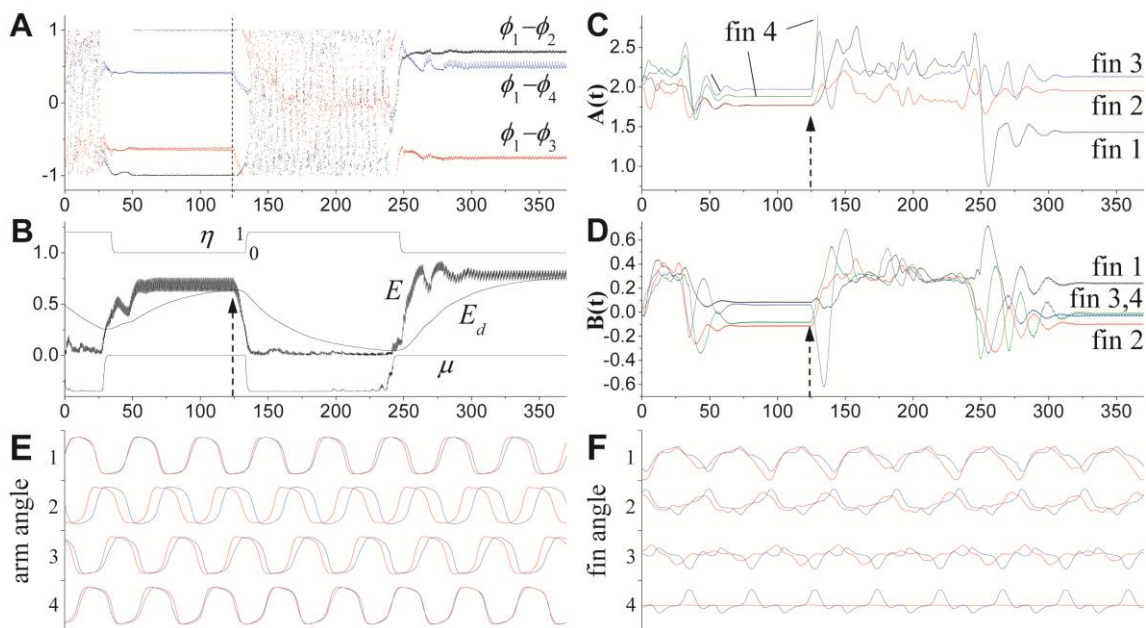 A
1
0
-1
ϕ₁−ϕ₂
ϕ₁−ϕ₄
ϕ₁−ϕ₃
0 50 100 150 200 250 300 350
B
1.0
0.5
0.0
η
1
0
E
E_d
μ
0 50 100 150 200 250 300 350
C
A(t)
2.5
2.0
1.5
1.0
fin 4
fin 3
fin 2
fin 1
0 50 100 150 200 250 300 350
D
B(t)
0.6
0.4
0.2
0.0
-0.2
-0.4
-0.6
fin 1
fin 3,4
fin 2
0 50 100 150 200 250 300 350
E
arm angle
1
2
3
4
F
fin angle
1
2
3
4